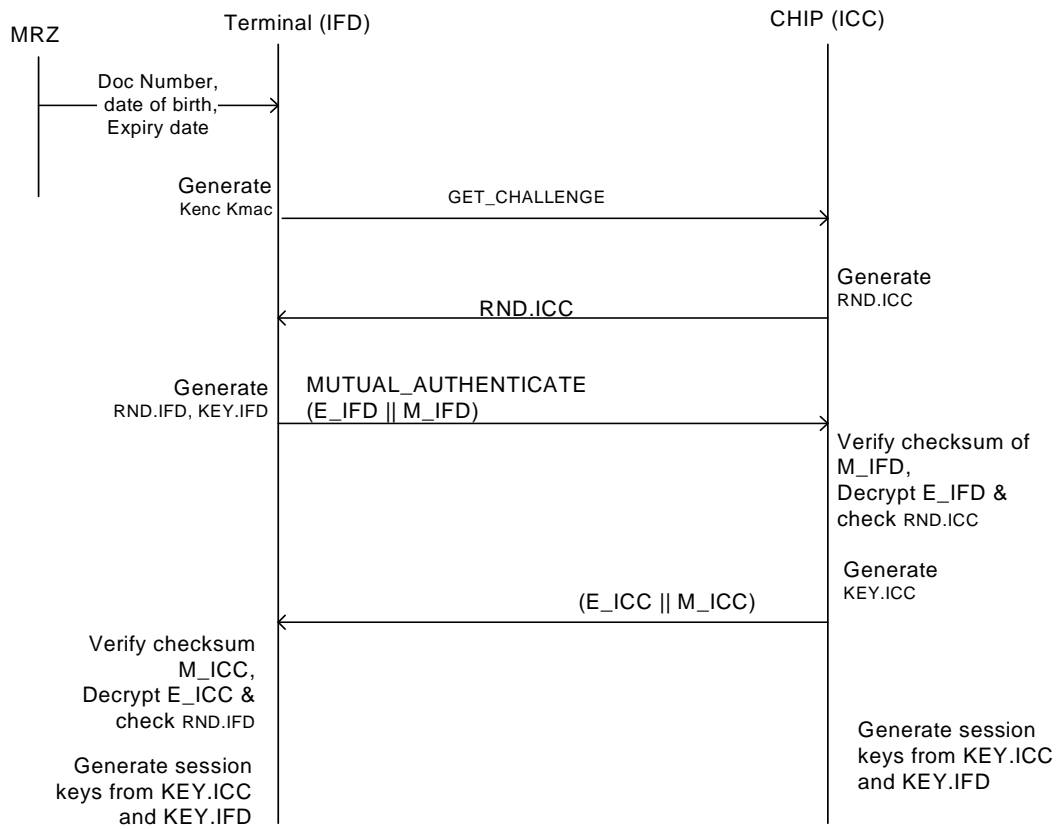 MRZ
Terminal (IFD)
CHIP (ICC)
Doc Number,
date of birth,
Expiry date
Generate
Kenc Kmac
GET_CHALLENGE
Generate
RND.ICC
RND.ICC
Generate
RND.IFD, KEY.IFD
MUTUAL_AUTHENTICATE
(E_IFD || M_IFD)
Verify checksum of
M_IFD,
Decrypt E_IFD &
check RND.ICC
Generate
KEY.ICC
(E_ICC || M_ICC)
Verify checksum
M_ICC,
Decrypt E_ICC &
check RND.IFD
Generate session
keys from KEY.ICC
and KEY.IFD
Generate session
keys from KEY.ICC
and KEY.IFD